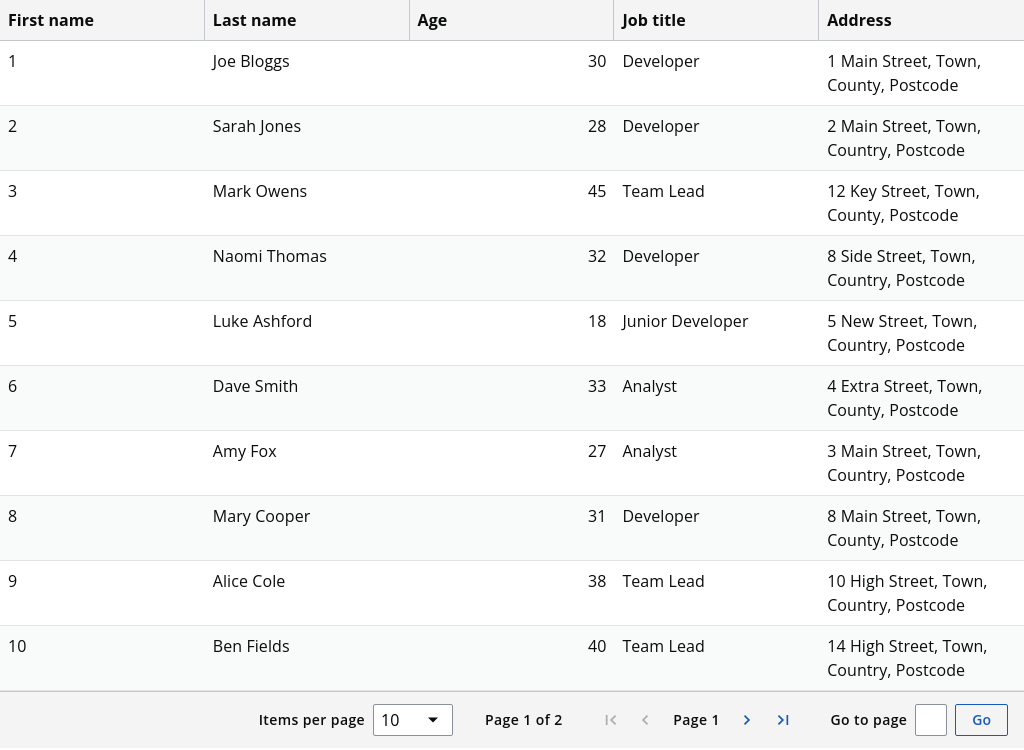 First name Last name Age Job title Address
1 Joe Bloggs 30 Developer 1 Main Street, Town,
County, Postcode
2 Sarah Jones 28 Developer 2 Main Street, Town,
Country, Postcode
3 Mark Owens 45 Team Lead 12 Key Street, Town,
County, Postcode
4 Naomi Thomas 32 Developer 8 Side Street, Town,
Country, Postcode
5 Luke Ashford 18 Junior Developer 5 New Street, Town,
Country, Postcode
6 Dave Smith 33 Analyst 4 Extra Street, Town,
County, Postcode
7 Amy Fox 27 Analyst 3 Main Street, Town,
Country, Postcode
8 Mary Cooper 31 Developer 8 Main Street, Town,
County, Postcode
9 Alice Cole 38 Team Lead 10 High Street, Town,
Country, Postcode
10 Ben Fields 40 Team Lead 14 High Street, Town,
Country, Postcode
Items per page 10 Page 1 of 2 Page 1 Go to page Go